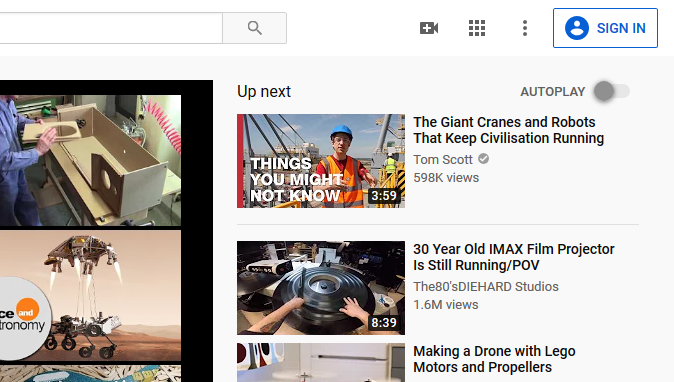 SIGN IN
Up next
AUTOPLAY
THINGS
YOU MIGHT
NOT KNOW
3:59
The Giant Cranes and Robots
That Keep Civilisation Running
Tom Scott
598K views
8:39
30 Year Old IMAX Film Projector
Is Still Running/POV
The80'sDIEHARD Studios
1.6M views
ce and
tronomy
Making a Drone with Lego
Motors and Propellers